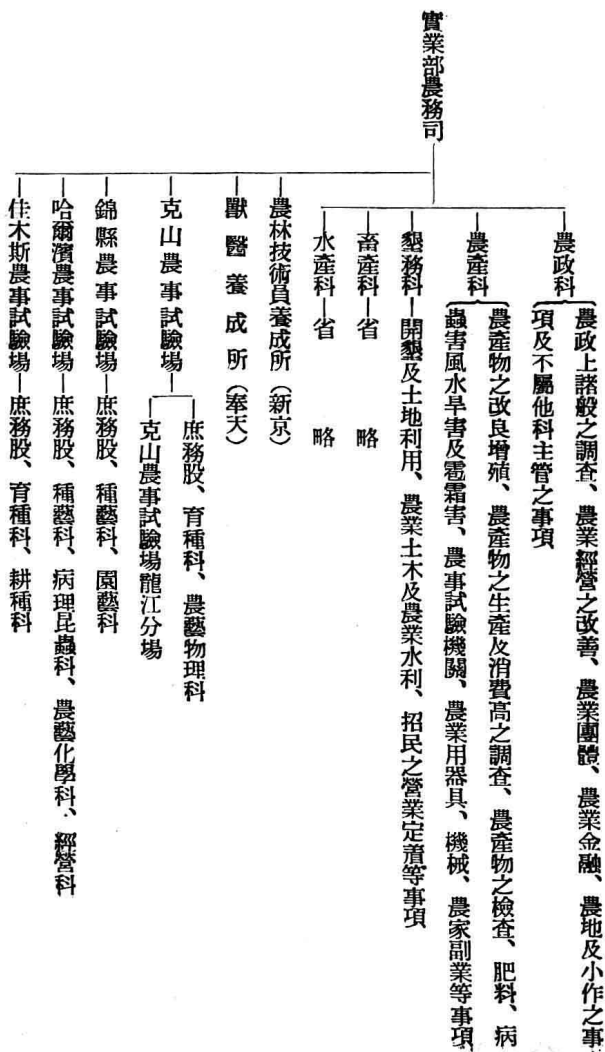 實業部農務司
農政科
農政上諸般之調査、農業經營之改善、農業團體、農業金融、農地及小作之事
項及不屬他科主管之事項
農產科
農產物之改良增殖、農產物之生產及消費高之調查、農產物之檢查、肥料、病
蟲害風水旱害及雹霜害、農事試驗機關、農業用器具、機械、農家副業等事項
墾務科 開墾及土地利用、農業土木及農業水利、招民之營業定着等事項
畜產科 省 略
水產科 省 略
農林技術員養成所（新京）
獸醫養成所（奉天）
克山農事試驗場
庶務股、育種科、農藝物理科
克山農事試驗場龍江分場
錦縣農事試驗場 庶務股、種藝科、園藝科
哈爾濱農事試驗場 庶務股、種藝科、病理昆蟲科、農藝化學科、經營科
佳木斯農事試驗場 庶務股、育種科、耕種科